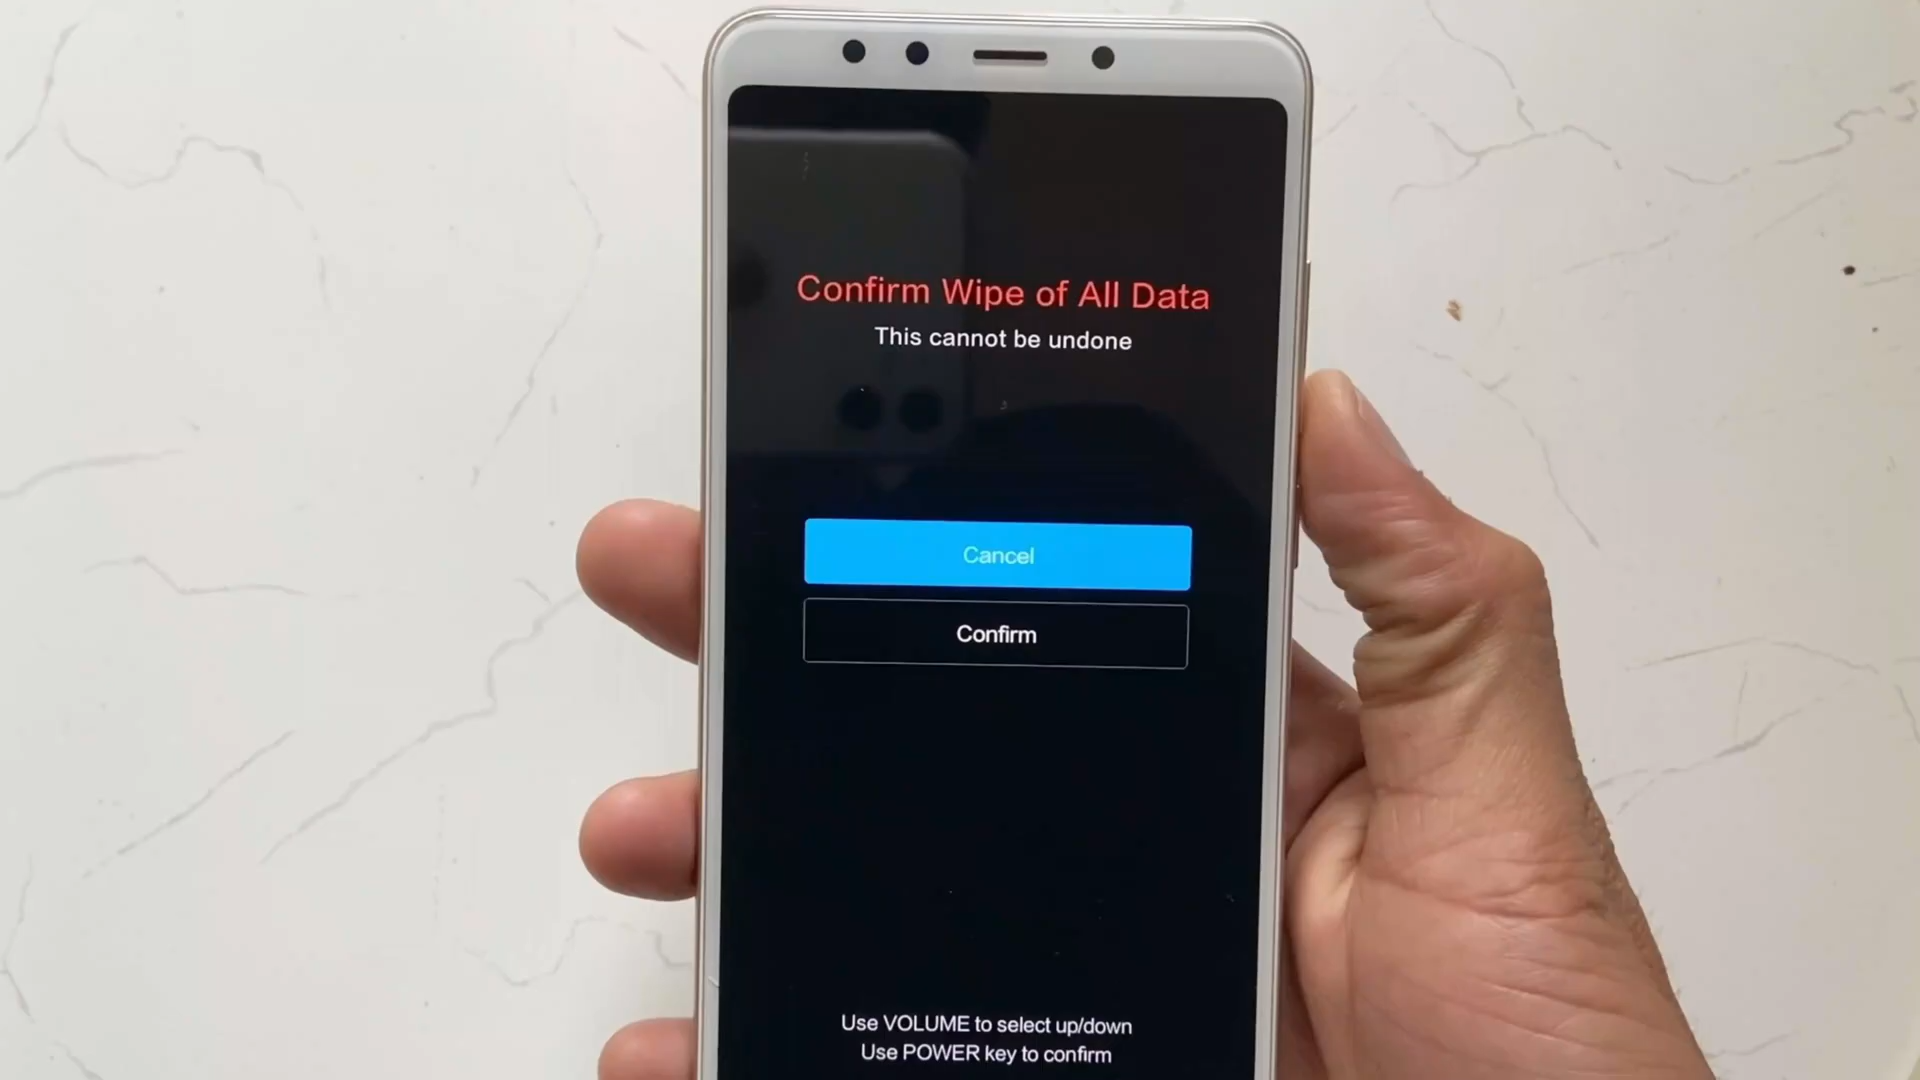 Confirm Wipe of All Data
This cannot be undone
Cancel
Confirm
Use VOLUME to select up/down
Use POWER key to confirm